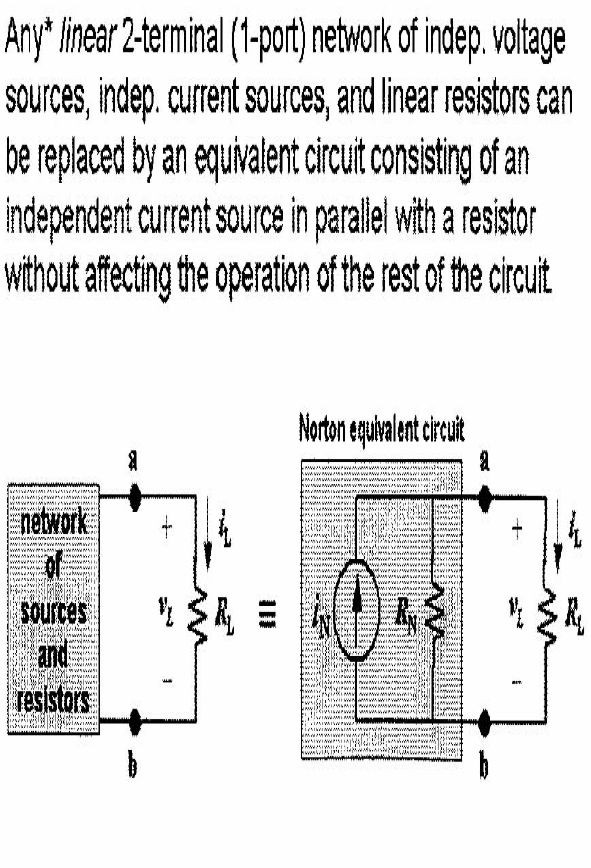 Any* linear 2-terminal (1-port) network of indep. voltage
sources, indep. current sources, and linear resistors can
be replaced by an equivalent circuit consisting of an
independent current source in parallel with a resistor
without affecting the operation of the rest of the circuit.
Norton equivalent circuit
a
a
network
of
sources
and
resistors
+
iL
vL
RL
–
≡
iN
RN
+
iL
vL
RL
–
b
b